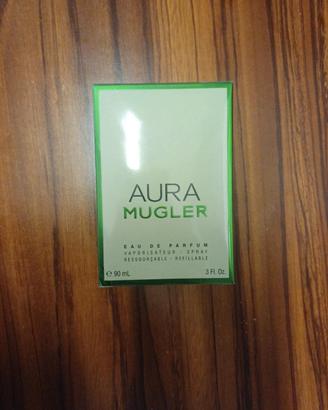 AURA
MUGLER
EAU DE PARFUM
VAPORISATEUR - SPRAY
RESSOURÇABLE - REFILLABLE
℮ 90 mL 3 Fl. Oz.